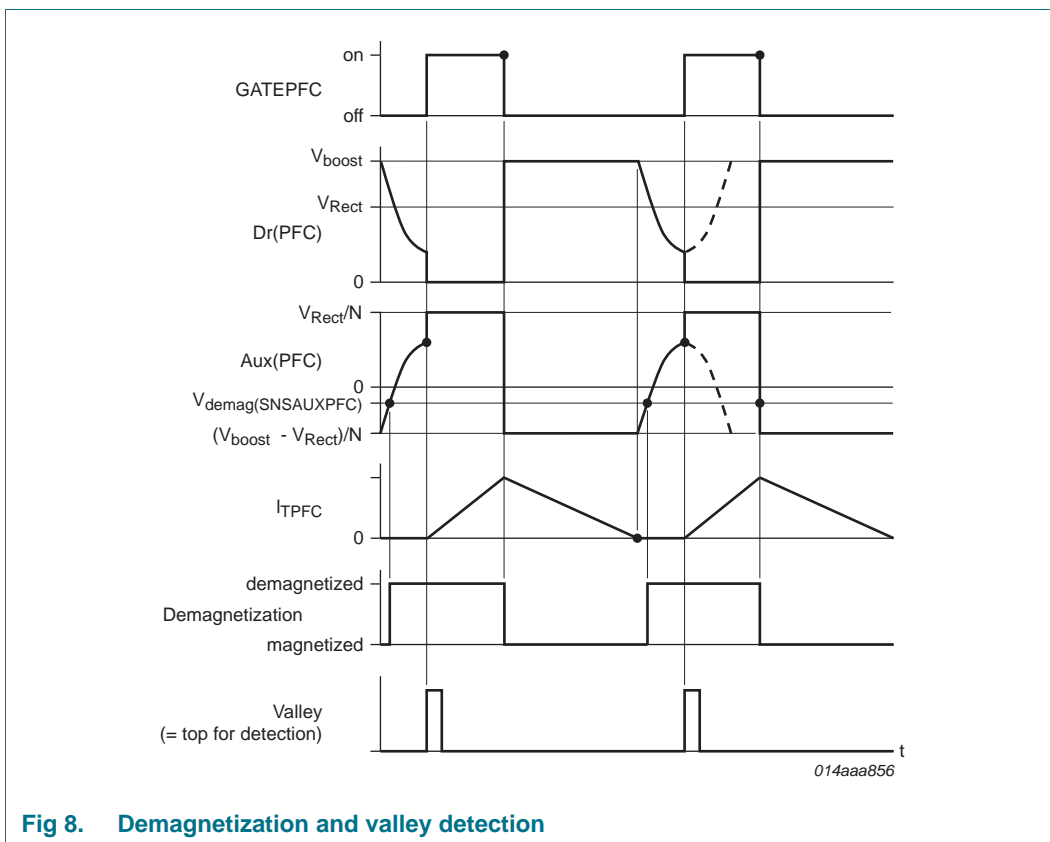 on
GATEPFC
off
Vboost
VRect
Dr(PFC)
0
VRect/N
Aux(PFC)
0
Vdemag(SNSAUXPFC)
(Vboost - VRect)/N
ITPFC
0
demagnetized
Demagnetization
magnetized
Valley
(= top for detection)
t
014aaa856
Fig 8. Demagnetization and valley detection